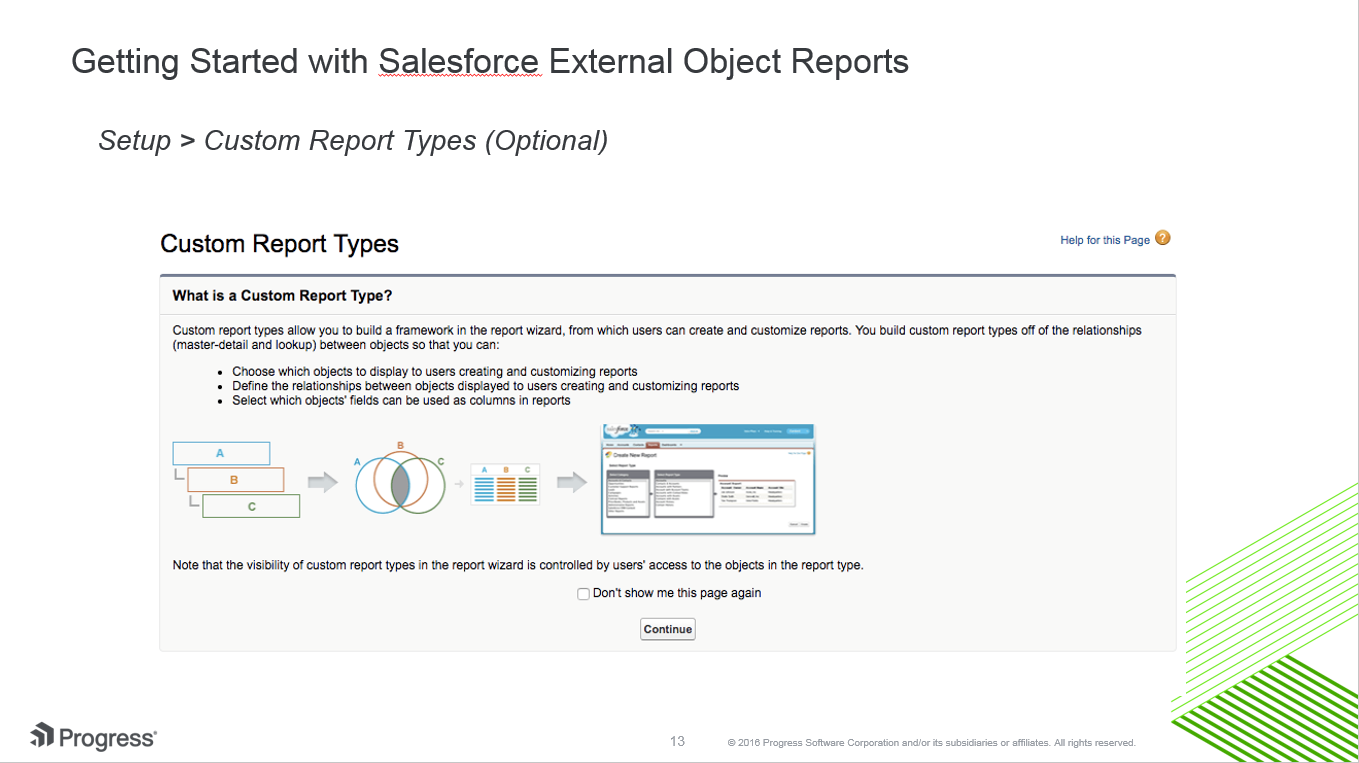 Getting Started with Salesforce External Object Reports
Setup > Custom Report Types (Optional)
Custom Report Types
Help for this Page ?
What is a Custom Report Type?
Custom report types allow you to build a framework in the report wizard, from which users can create and customize reports. You build custom report types off of the relationships
(master-detail and lookup) between objects so that you can:
• Choose which objects to display to users creating and customizing reports
• Define the relationships between objects displayed to users creating and customizing reports
• Select which objects' fields can be used as columns in reports
A
B
C
A
B
C
A B C
Create New Report
Note that the visibility of custom report types in the report wizard is controlled by users' access to the objects in the report type.
Don't show me this page again
Continue
Progress
13
© 2016 Progress Software Corporation and/or its subsidiaries or affiliates. All rights reserved.